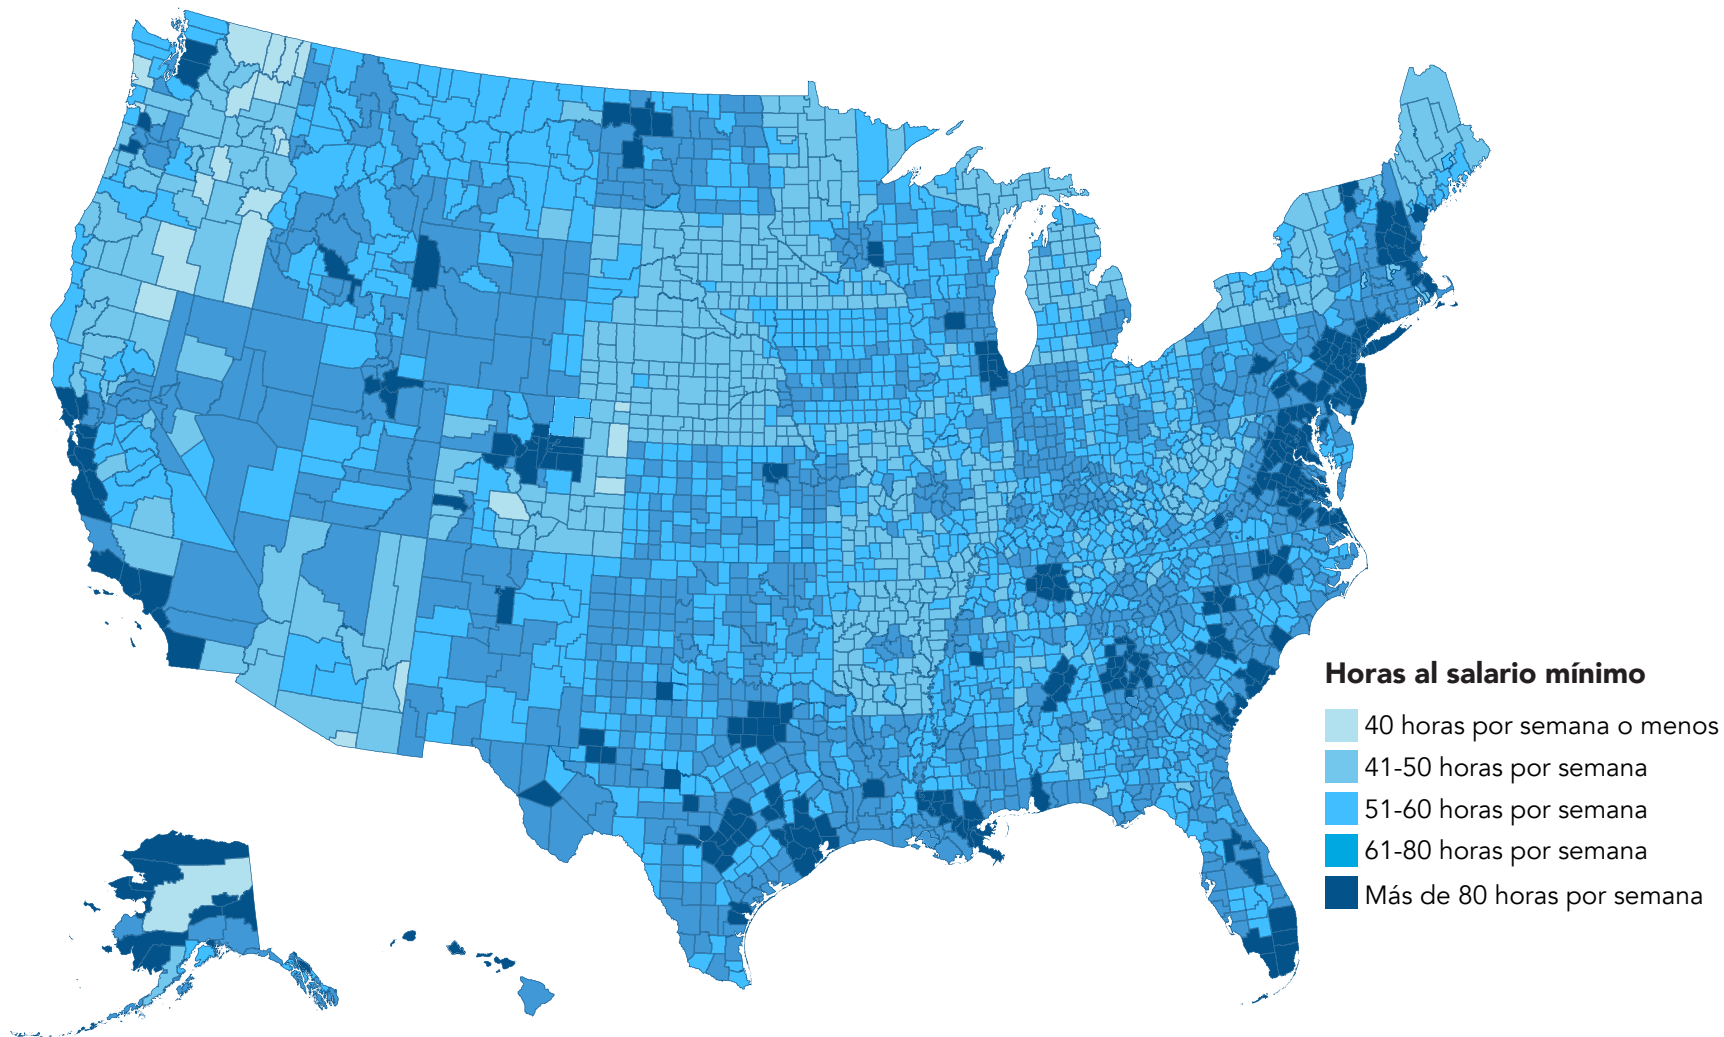 Horas al salario mínimo
40 horas por semana o menos
41-50 horas por semana
51-60 horas por semana
61-80 horas por semana
Más de 80 horas por semana